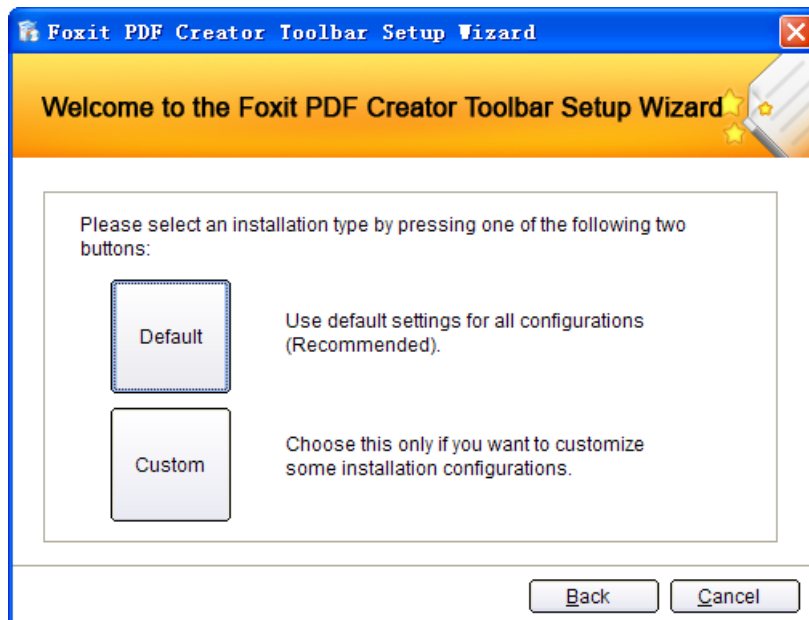 Foxit PDF Creator Toolbar Setup Wizard
Welcome to the Foxit PDF Creator Toolbar Setup Wizard
Please select an installation type by pressing one of the following two
buttons:
Default
Use default settings for all configurations
(Recommended).
Custom
Choose this only if you want to customize
some installation configurations.
Back
Cancel